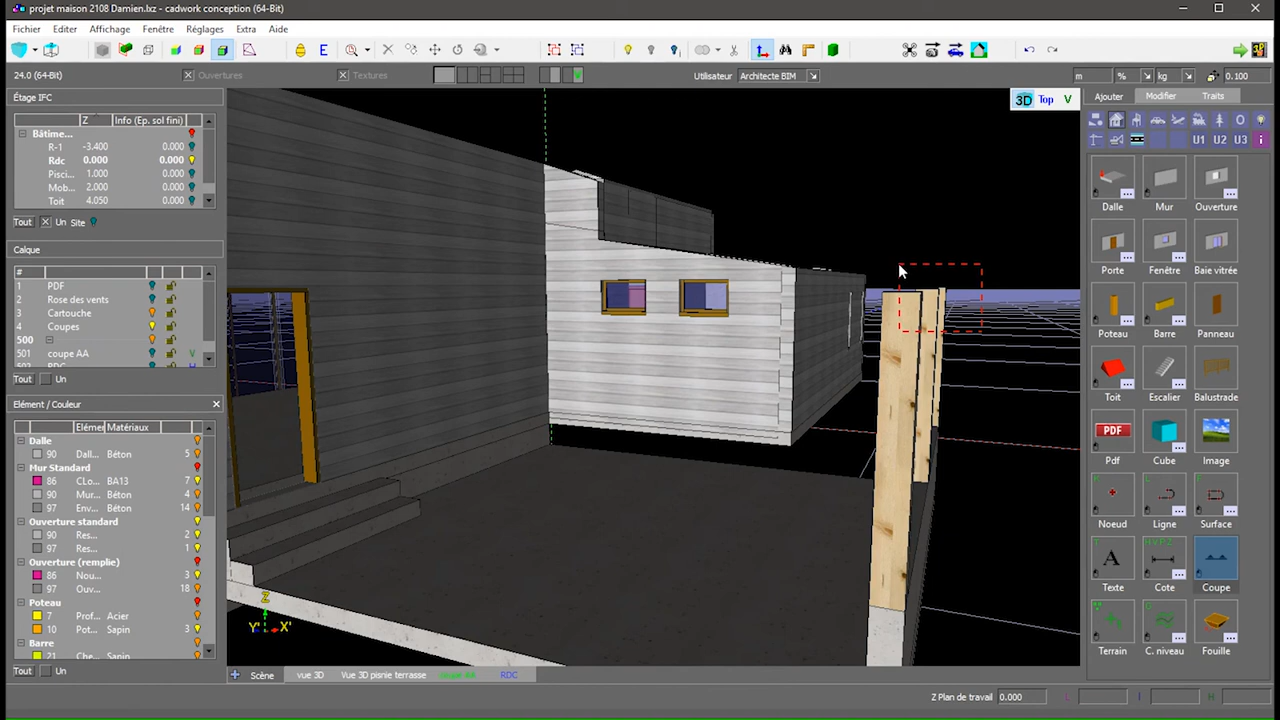 projet maison 2108 Damien.lxz — cadwork conception (64-Bit)
Fichier Editer Affichage Fenêtre Réglages Extra Aide
E
24.0 (64-Bit) Ouvertures Textures Utilisateur Architecte BIM m % kg 0.100
Étage IFC
Z Info (Ep. sol fini)
Bâtime...
R-1 -3.400 0.000
Rdc 0.000 0.000
Pisci... 1.000 0.000
Mob... 2.000 0.000
Toit 4.050 0.000
Tout Un Site
Calque
#
1 PDF
2 Rose des vents
3 Cartouche
4 Coupes
500
501 coupe AA V
Tout Un
Elément / Couleur
Elémer Matériaux
Dalle
90 Dall... Béton 5
Mur Standard
86 CLo... BA13 7
90 Mur... Béton 4
97 Env... Béton 14
Ouverture standard
90 Res... 2
97 Res... 1
Ouverture (remplie)
86 Nou... 3
97 Ouv... 18
Poteau
7 Prof... Acier 4
10 Pot... Sapin 3
Barre
21 Che... Sapin
Tout Un
3D Top V
Z
Y' X'
Scène vue 3D Vue 3D pisnie terrasse coupe AA RDC
Ajouter Modifier Traits
U1 U2 U3 i
Dalle Mur Ouverture
Porte Fenêtre Baie vitrée
Poteau Barre Panneau
Toit Escalier Balustrade
PDF
Pdf Cube Image
Noeud Ligne Surface
T H V P Z
A
Texte Cote Coupe
Terrain C. niveau Fouille
Z Plan de travail 0.000 L l H